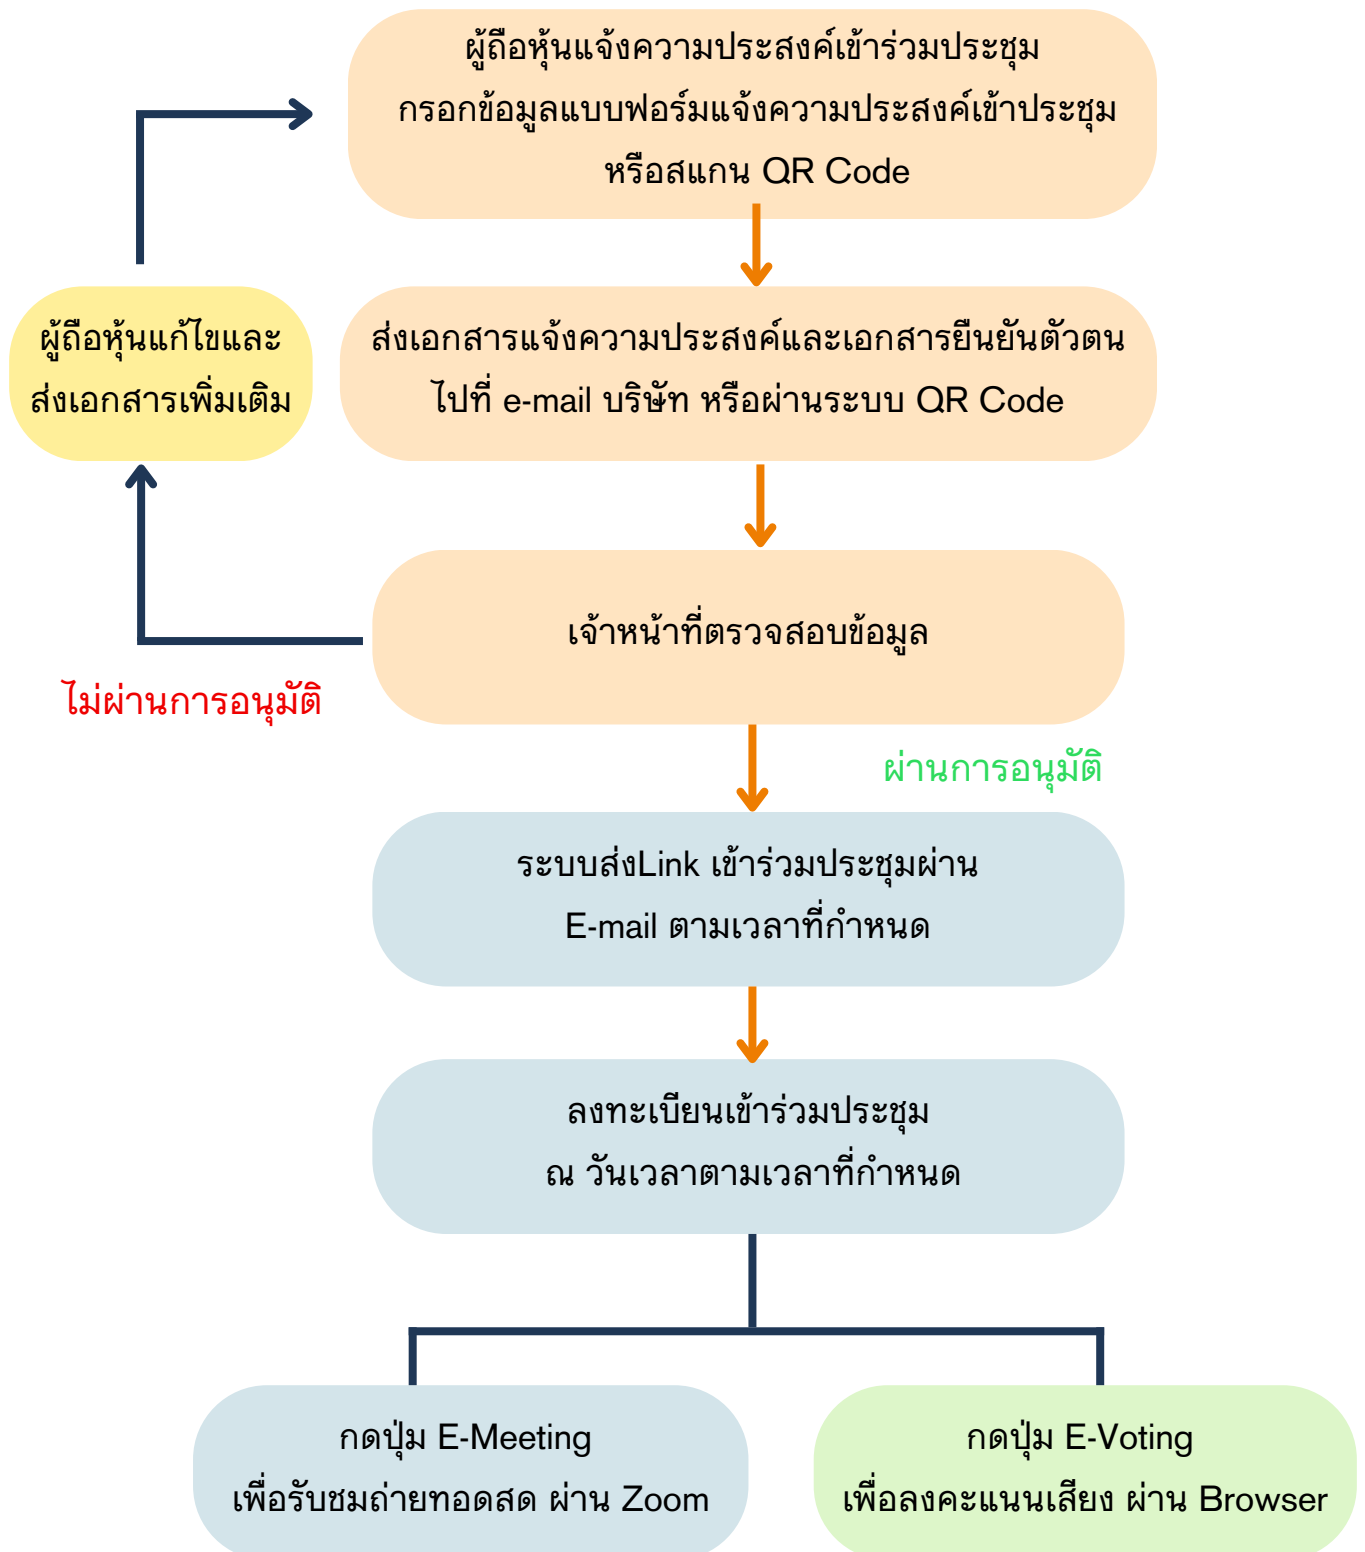 ผู้ถือหุ้นแจ้งความประสงค์เข้าร่วมประชุม
กรอกข้อมูลแบบฟอร์มแจ้งความประสงค์เข้าประชุม
หรือสแกน QR Code
ผู้ถือหุ้นแก้ไขและ
ส่งเอกสารเพิ่มเติม
ส่งเอกสารแจ้งความประสงค์และเอกสารยืนยันตัวตน
ไปที่ e-mail บริษัท หรือผ่านระบบ QR Code
เจ้าหน้าที่ตรวจสอบข้อมูล
ไม่ผ่านการอนุมัติ
ผ่านการอนุมัติ
ระบบส่งLink เข้าร่วมประชุมผ่าน
E-mail ตามเวลาที่กำหนด
ลงทะเบียนเข้าร่วมประชุม
ณ วันเวลาตามเวลาที่กำหนด
กดปุ่ม E-Meeting
เพื่อรับชมถ่ายทอดสด ผ่าน Zoom
กดปุ่ม E-Voting
เพื่อลงคะแนนเสียง ผ่าน Browser